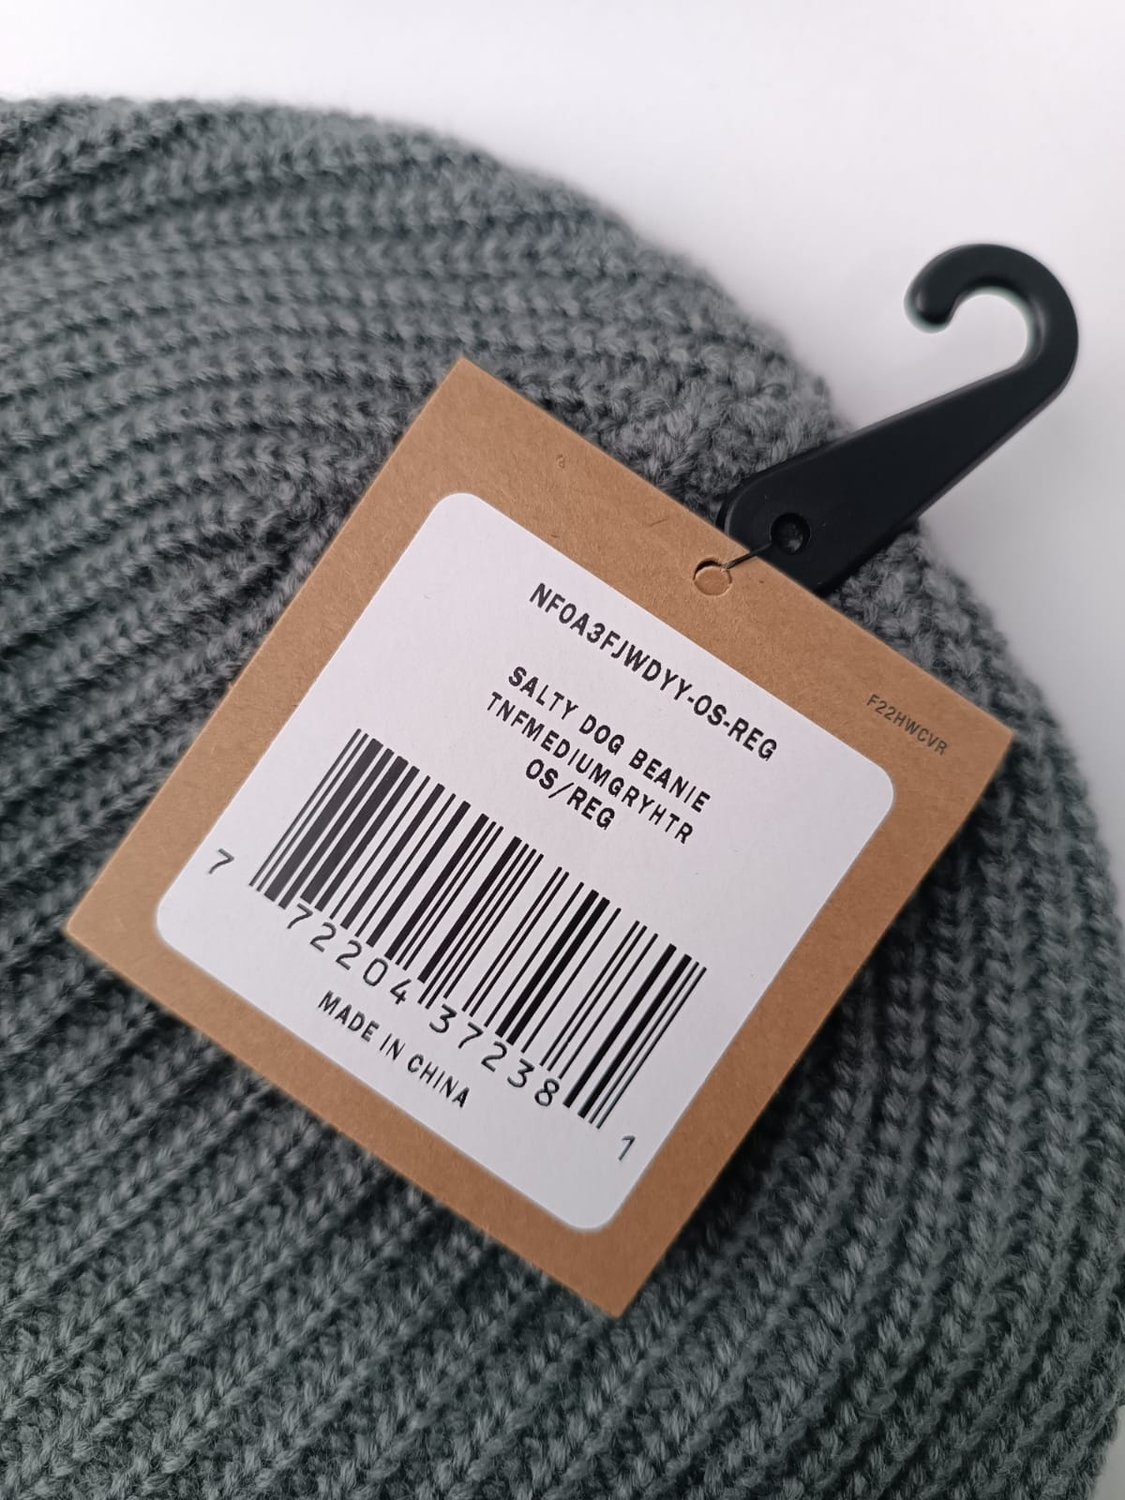 NF0A3FJWDYY-OS-REG
F22HWCVR
SALTY DOG BEANIE
TNFMEDIUMGRYHTR
OS/REG
7 72204 37238 1
MADE IN CHINA